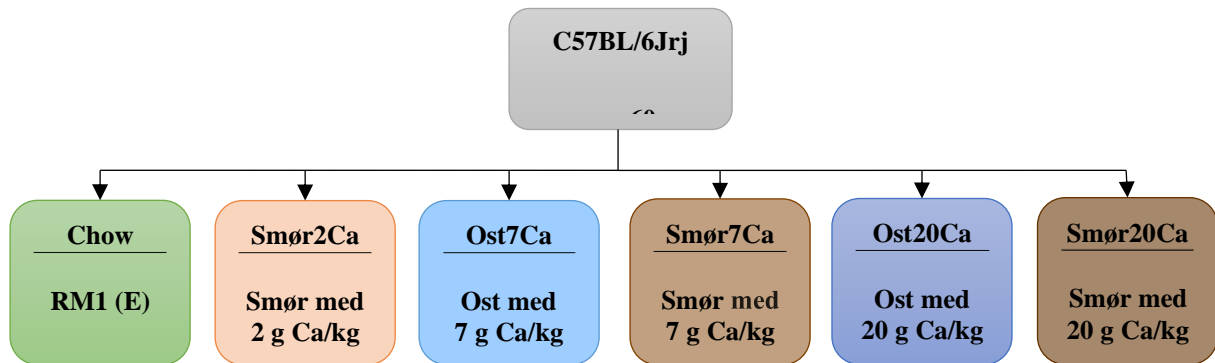 C57BL/6Jrj
Chow
RM1 (E)
Smør2Ca
Smør med
2 g Ca/kg
Ost7Ca
Ost med
7 g Ca/kg
Smør7Ca
Smør med
7 g Ca/kg
Ost20Ca
Ost med
20 g Ca/kg
Smør20Ca
Smør med
20 g Ca/kg